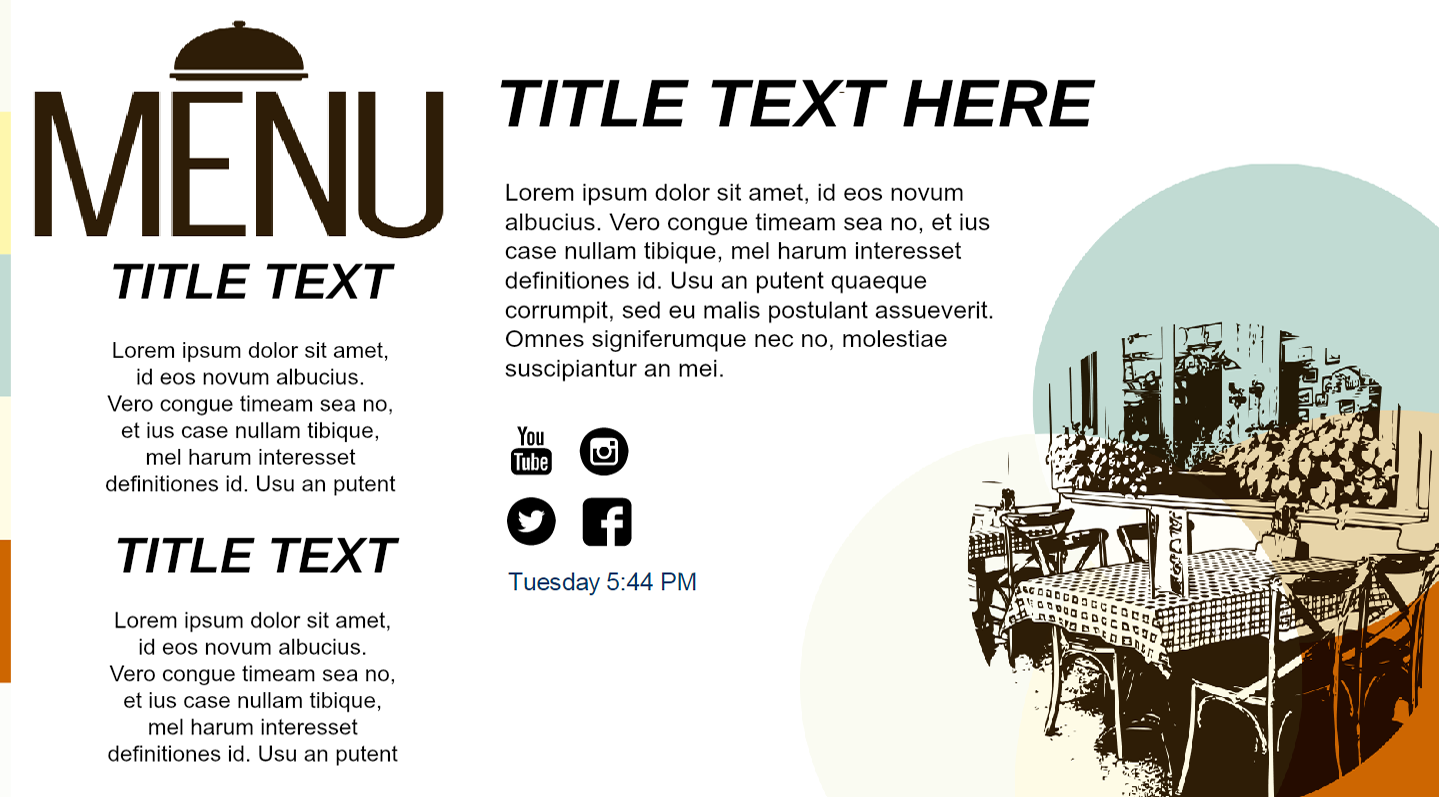 MENU
TITLE TEXT
Lorem ipsum dolor sit amet,
id eos novum albucius.
Vero congue timeam sea no,
et ius case nullam tibique,
mel harum interesset
definitiones id. Usu an putent
TITLE TEXT
Lorem ipsum dolor sit amet,
id eos novum albucius.
Vero congue timeam sea no,
et ius case nullam tibique,
mel harum interesset
definitiones id. Usu an putent
TITLE TEXT HERE
Lorem ipsum dolor sit amet, id eos novum
albucius. Vero congue timeam sea no, et ius
case nullam tibique, mel harum interesset
definitiones id. Usu an putent quaeque
corrumpit, sed eu malis postulant assueverit.
Omnes signiferumque nec no, molestiae
suscipiantur an mei.
You
Tube
Tuesday 5:44 PM